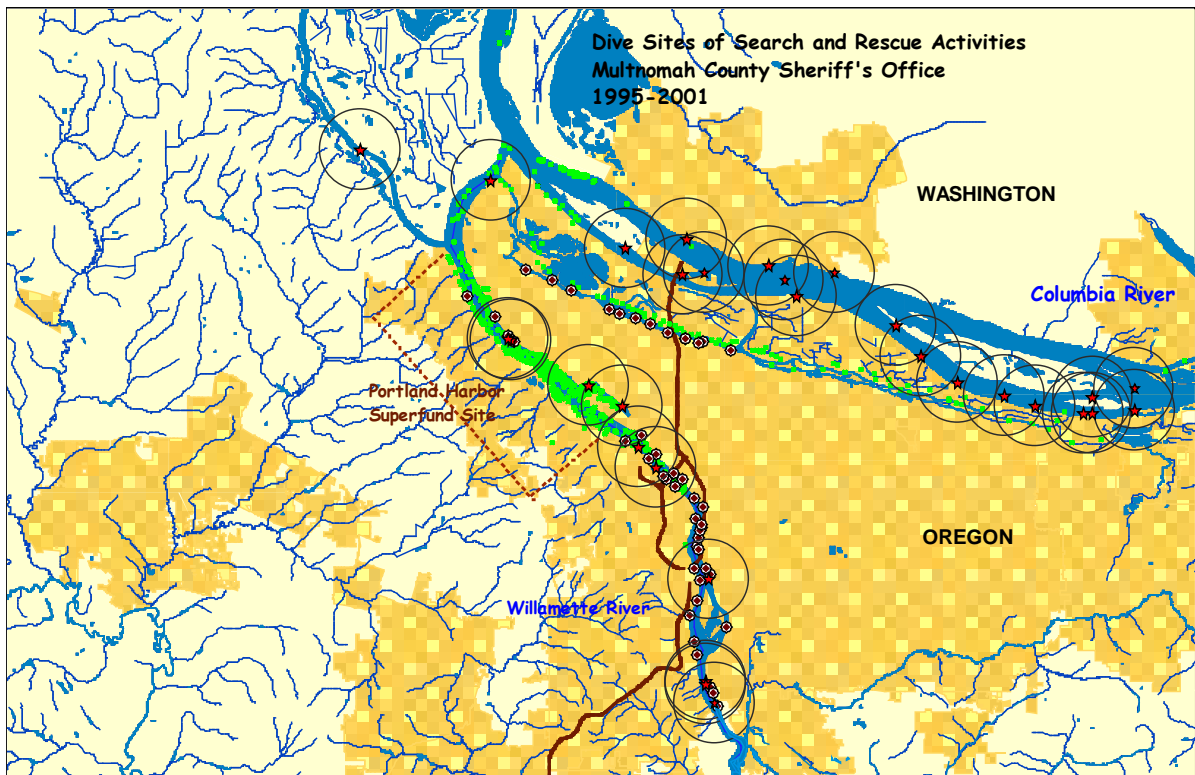 Dive Sites of Search and Rescue Activities
Multnomah County Sheriff's Office
1995-2001
WASHINGTON
Columbia River
Portland Harbor
Superfund Site
OREGON
Willamette River